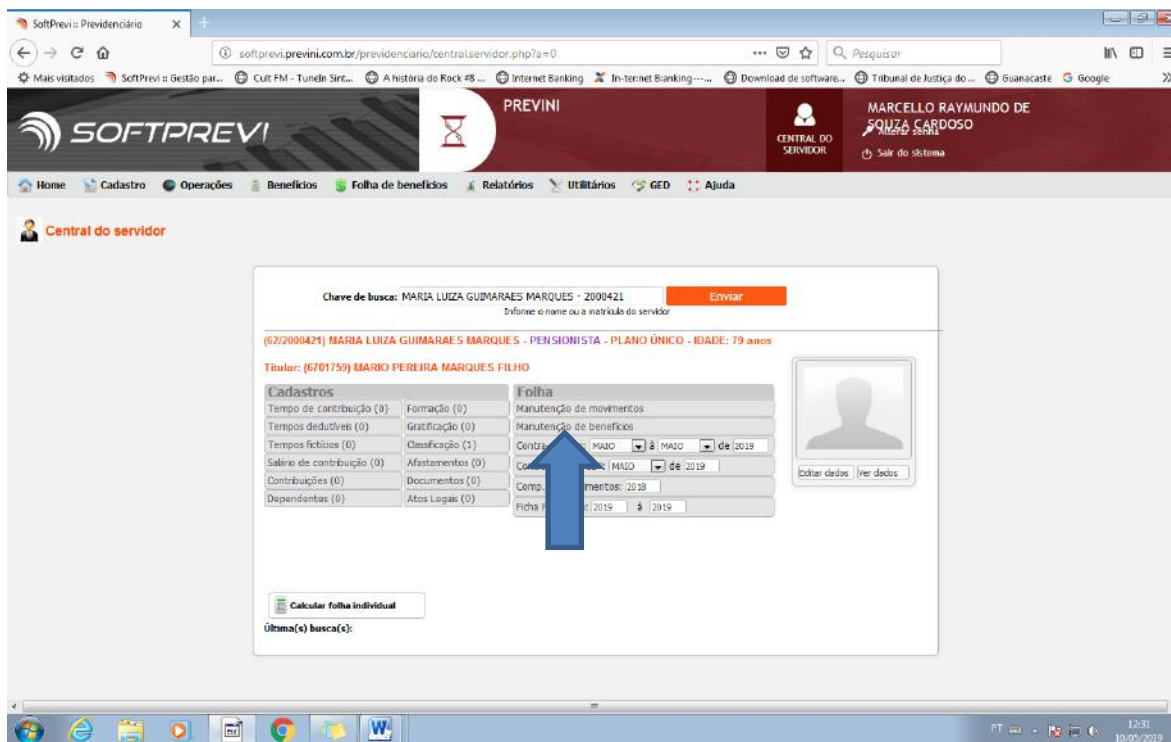 SoftPrevi :: Previdenciário
softprevi.previni.com.br/previdenciario/central.servidor.php?a=0
Pesquisar
Mais visitados SoftPrevi :: Gestão par... Cult FM - TuneIn Sint... A história do Rock #8 ... Internet Banking In-ternet B:anking---... Download de software... Tribunal de Justiça do ... Guanacaste Google
SOFTPREVI
PREVINI
CENTRAL DO SERVIDOR
MARCELLO RAYMUNDO DE SOUZA CARDOSO
Alterar senha
Sair do sistema
Home Cadastro Operações Benefícios Folha de benefícios Relatórios Utilitários GED Ajuda
Central do servidor
Chave de busca: MARIA LUIZA GUIMARAES MARQUES - 2000421 Enviar
Informe o nome ou a matrícula do servidor
(62/2000421) MARIA LUIZA GUIMARAES MARQUES - PENSIONISTA - PLANO ÚNICO - IDADE: 79 anos
Titular: (6701759) MARIO PEREIRA MARQUES FILHO
Cadastros Folha
Tempo de contribuição (0) Formação (0) Manutenção de movimentos
Tempos dedutíveis (0) Gratificação (0) Manutenção de benefícios
Tempos fictícios (0) Classificação (1) MAIO à MAIO de 2019
Salário de contribuição (0) Afastamentos (0) MAIO de 2019
Contribuições (0) Documentos (0) Comp. 2018
Dependentes (0) Atos Legais (0) Ficha 2019 á 2019
Editar dados Ver dados
Calcular folha individual
Última(s) busca(s):
PT
12:31
10/05/2019